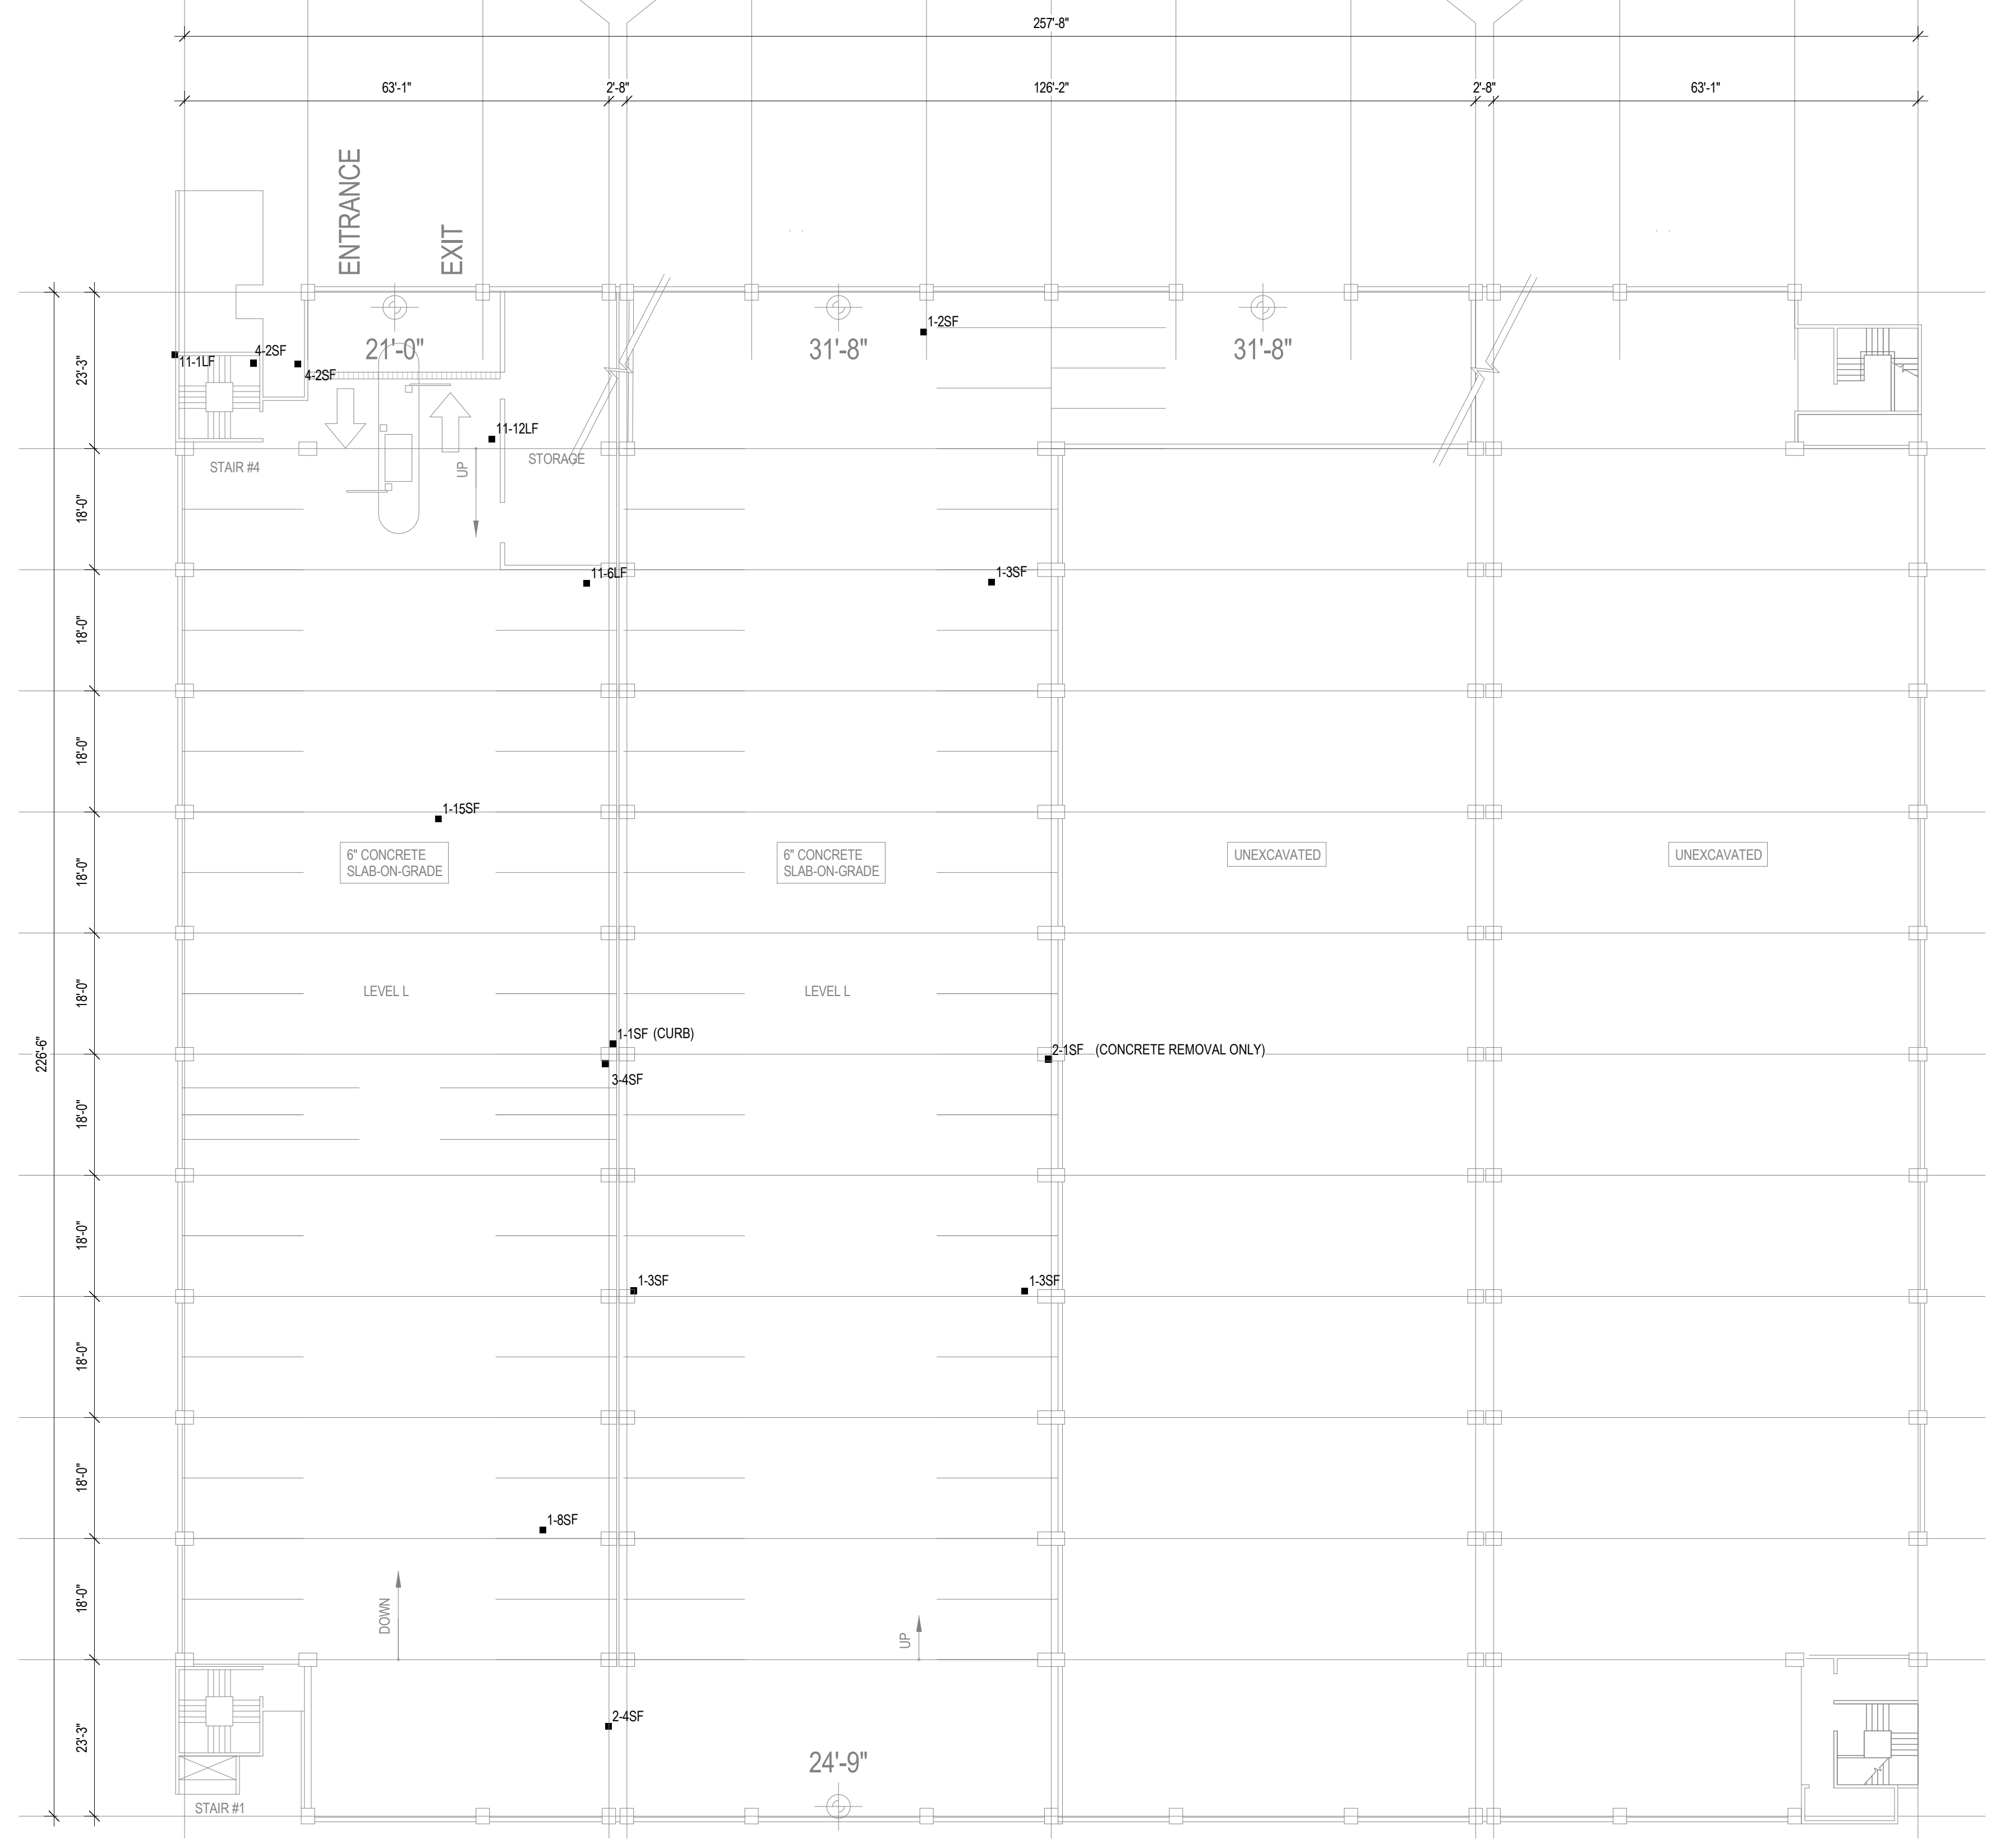 257'-8"
63'-1"
2'-8"
126'-2"
2'-8"
63'-1"
ENTRANCE
EXIT
1-2SF
21'-0"
31'-8"
31'-8"
4-2SF
11-1LF
4-2SF
23'-3"
11-12LF
STORAGE
STAIR #4
UP
18'-0"
11-6LF
1-3SF
18'-0"
18'-0"
1-15SF
6" CONCRETE
SLAB-ON-GRADE
6" CONCRETE
SLAB-ON-GRADE
UNEXCAVATED
UNEXCAVATED
18'-0"
LEVEL L
LEVEL L
18'-0"
1-1SF (CURB)
2-1SF (CONCRETE REMOVAL ONLY)
226'-6"
3-4SF
18'-0"
18'-0"
1-3SF
1-3SF
18'-0"
18'-0"
1-8SF
18'-0"
DOWN
UP
2-4SF
23'-3"
24'-9"
STAIR #1